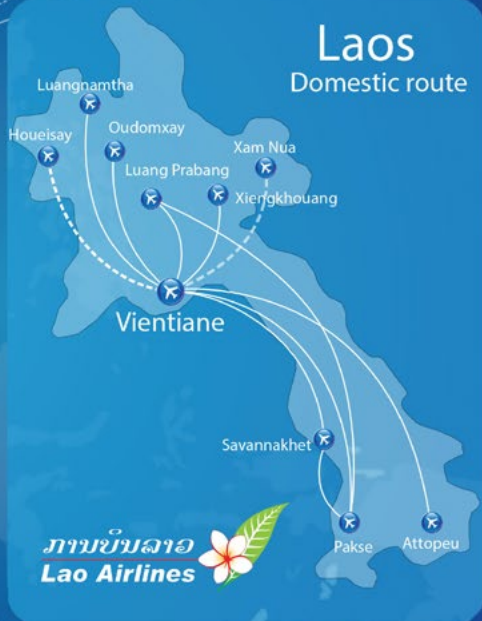 Laos
Domestic route
Luangnamtha
Houeisay
Oudomxay
Luang Prabang
Xam Nua
Xiengkhouang
Vientiane
Savannakhet
Pakse
Attopeu
ການບິນລາວ
Lao Airlines